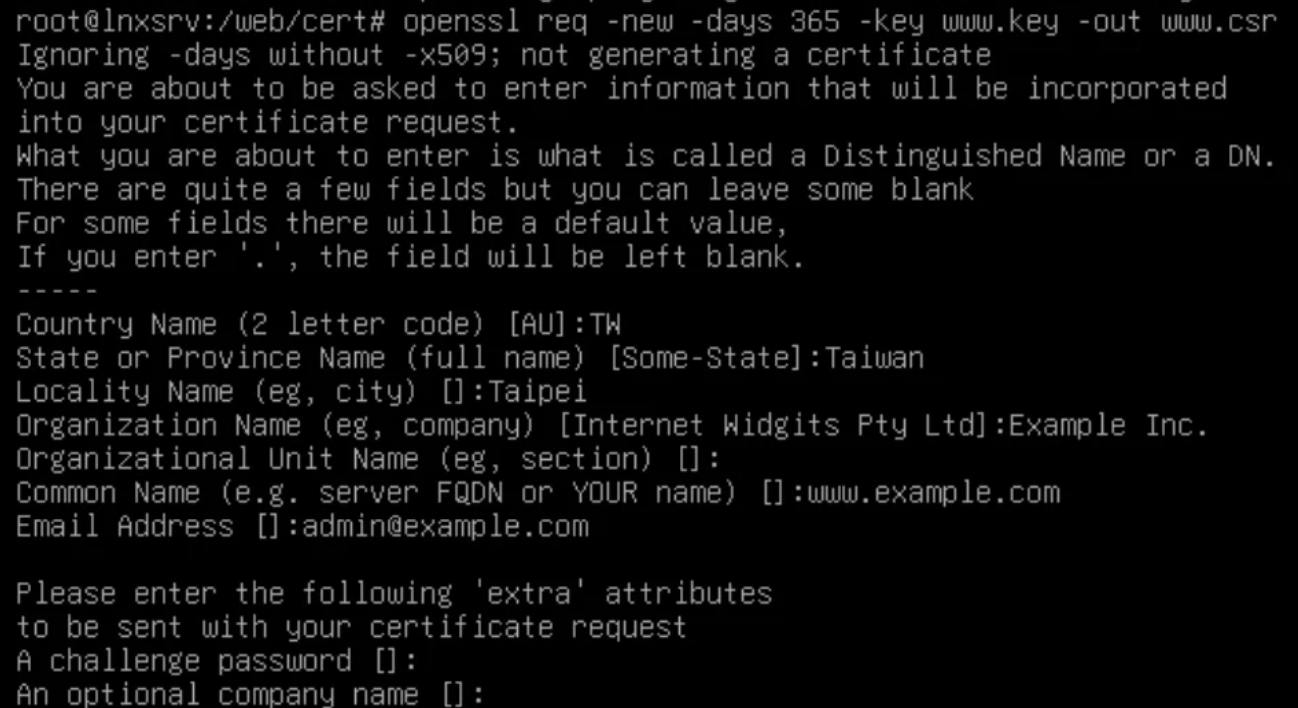 root@lnxsrv:/web/cert# openssl req -new -days 365 -key www.key -out www.csr
Ignoring -days without -x509; not generating a certificate
You are about to be asked to enter information that will be incorporated
into your certificate request.
What you are about to enter is what is called a Distinguished Name or a DN.
There are quite a few fields but you can leave some blank
For some fields there will be a default value,
If you enter '.', the field will be left blank.
-----
Country Name (2 letter code) [AU]:TW
State or Province Name (full name) [Some-State]:Taiwan
Locality Name (eg, city) []:Taipei
Organization Name (eg, company) [Internet Widgits Pty Ltd]:Example Inc.
Organizational Unit Name (eg, section) []:
Common Name (e.g. server FQDN or YOUR name) []:www.example.com
Email Address []:admin@example.com

Please enter the following 'extra' attributes
to be sent with your certificate request
A challenge password []:
An optional company name []: